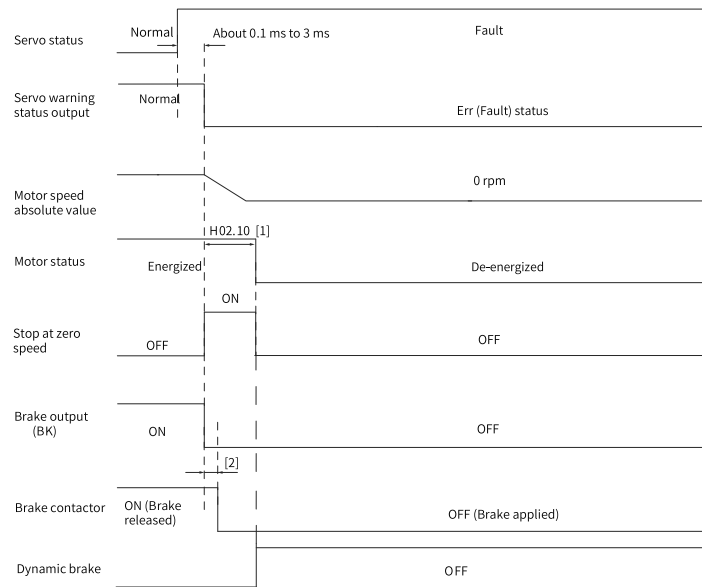 Servo status
Normal
About 0.1 ms to 3 ms
Fault
Servo warning
status output
Normal
Err (Fault) status
Motor speed
absolute value
0 rpm
H02.10 [1]
Motor status
Energized
De-energized
ON
Stop at zero
speed
OFF
OFF
Brake output
(BK)
ON
OFF
[2]
Brake contactor
ON (Brake
released)
OFF (Brake applied)
Dynamic brake
OFF